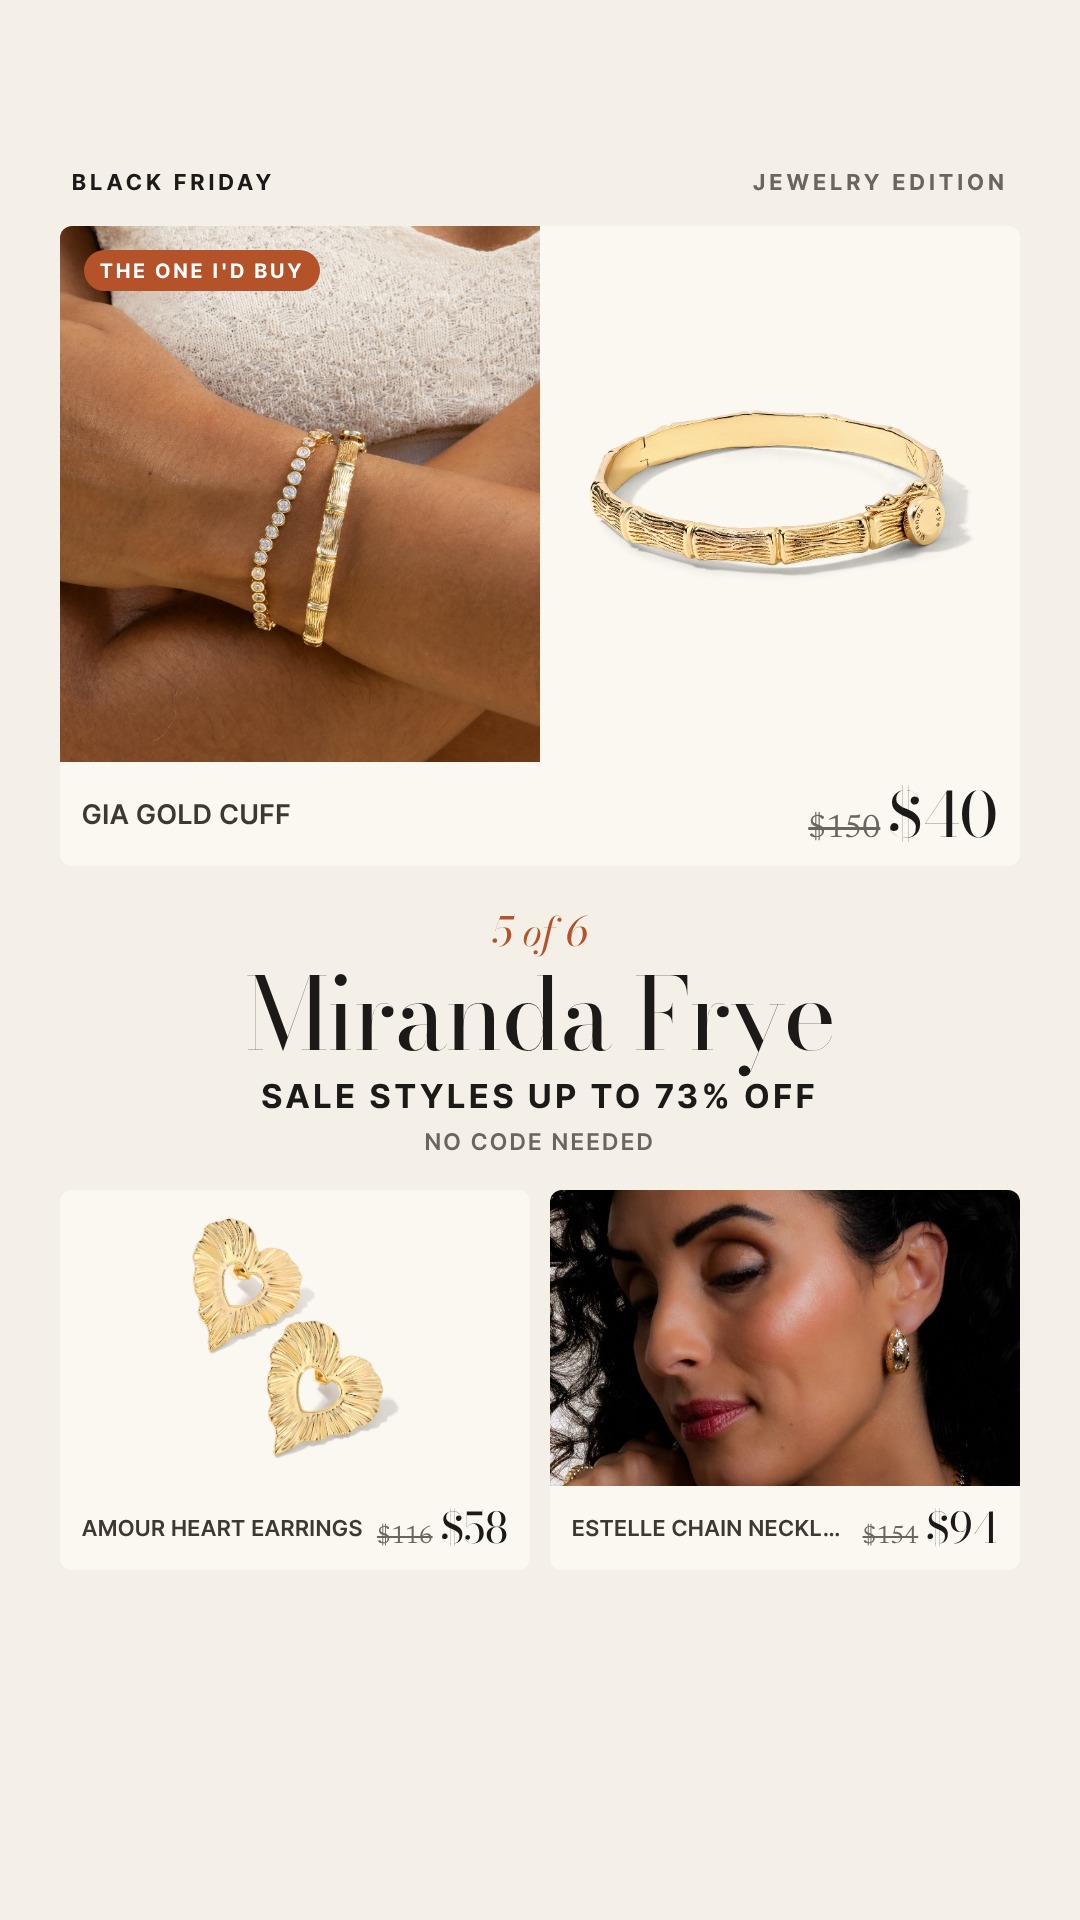 BLACK FRIDAY
JEWELRY EDITION
THE ONE I'D BUY
GIA GOLD CUFF
$150 $40
5 of 6
Miranda Frye
SALE STYLES UP TO 73% OFF
NO CODE NEEDED
AMOUR HEART EARRINGS $116 $58
ESTELLE CHAIN NECKL... $154 $94